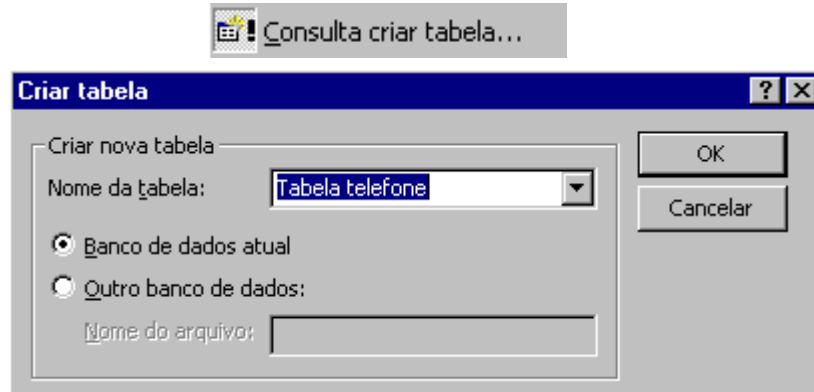 Consulta criar tabela...
Criar tabela
Criar nova tabela
OK
Nome da tabela: Tabela telefone
Cancelar
Banco de dados atual
Outro banco de dados:
Nome do arquivo: